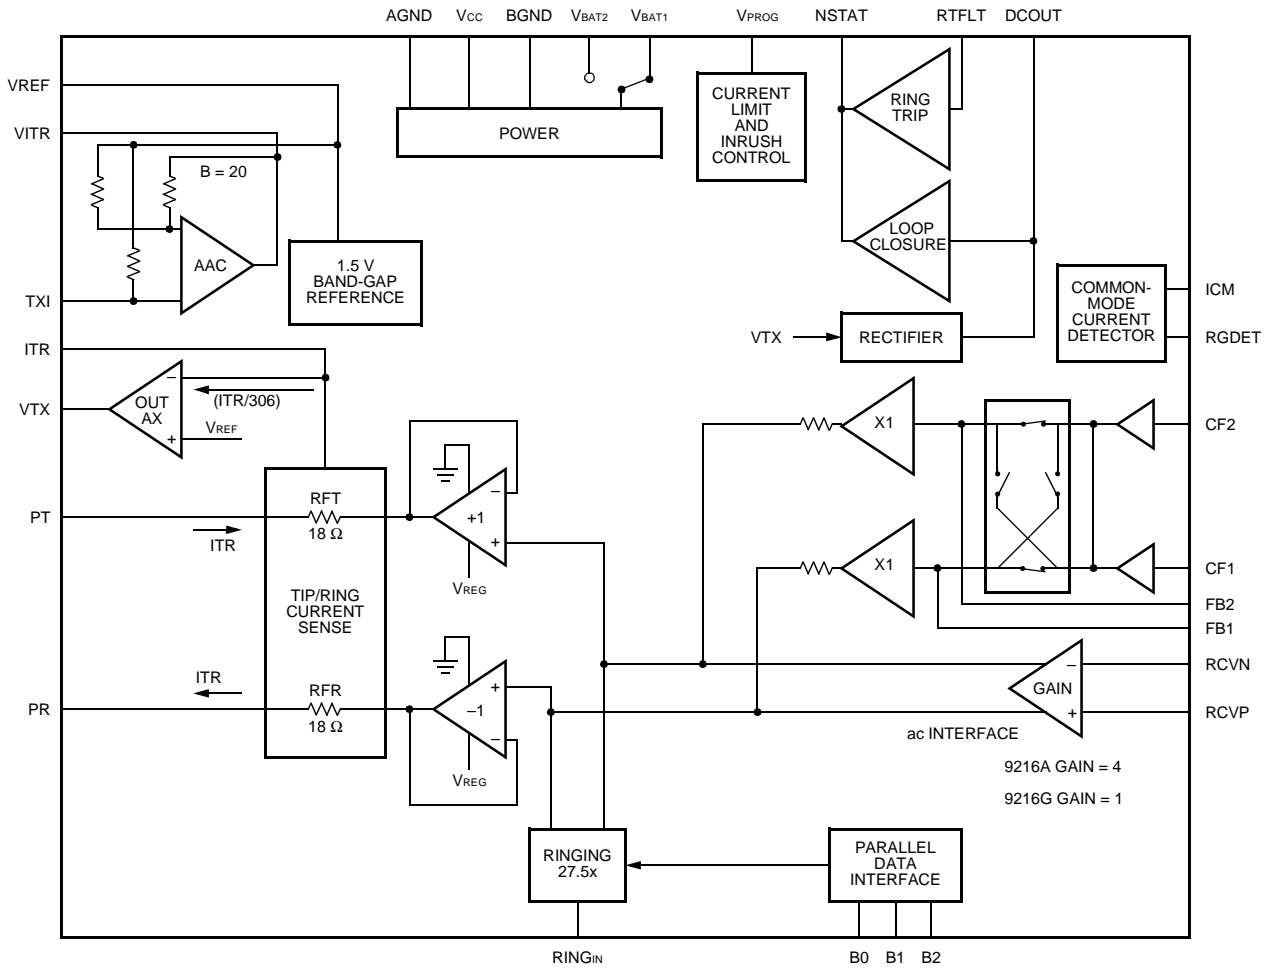 AGND VCC BGND VBAT2 VBAT1 VPROG NSTAT RTFLT DCOUT
VREF
VITR
TXI
ITR
VTX
PT
PR
B = 20
AAC
1.5 V
BAND-GAP
REFERENCE
POWER
CURRENT
LIMIT
AND
INRUSH
CONTROL
RING
TRIP
LOOP
CLOSURE
VTX
RECTIFIER
COMMON-
MODE
CURRENT
DETECTOR
ICM
RGDET
OUT
AX
–
+
(ITR/306)
VREF
RFT
18 Ω
ITR
TIP/RING
CURRENT
SENSE
ITR
RFR
18 Ω
–
+1
+
VREG
+
–1
–
VREG
X1
X1
CF2
CF1
FB2
FB1
RCVN
RCVP
–
GAIN
+
ac INTERFACE
9216A GAIN = 4
9216G GAIN = 1
RINGING
27.5x
PARALLEL
DATA
INTERFACE
RINGIN
B0 B1 B2